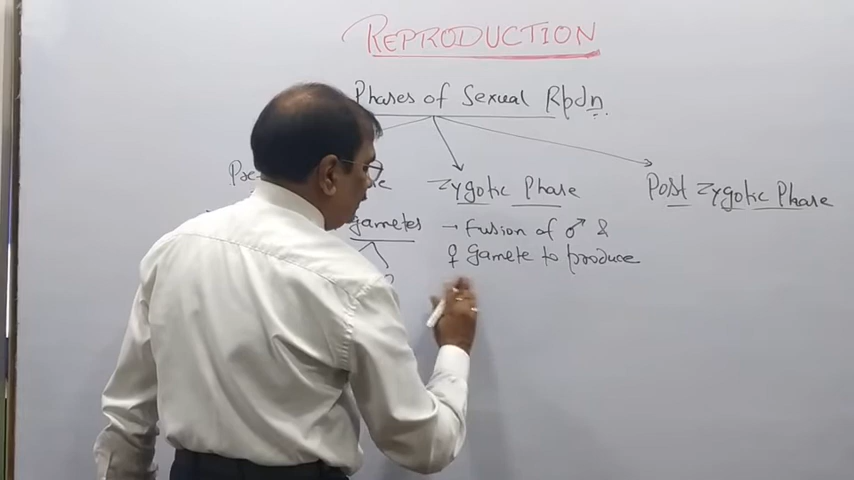 REPRODUCTION
Phases of Sexual Rpdn.
Zygotic Phase
Post Zygotic Phase
gametes
→ Fusion of ♂ &
♀ gamete to produce